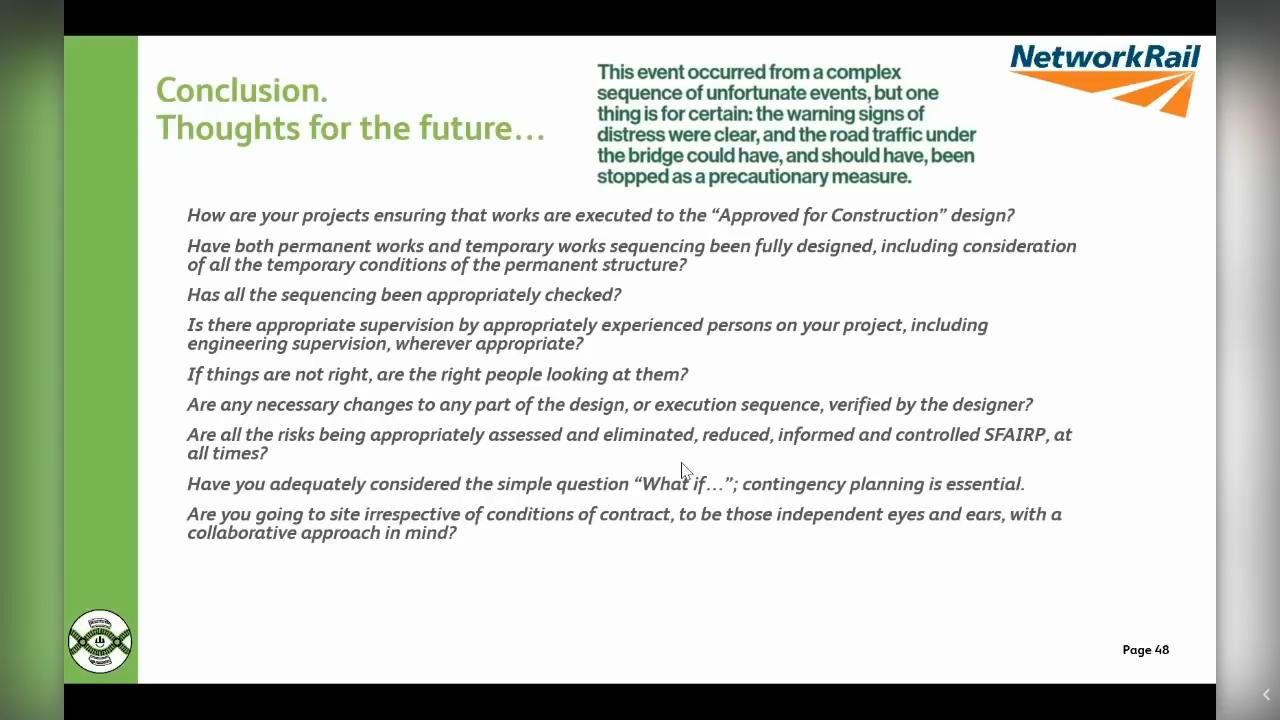 Conclusion.
Thoughts for the future...
This event occurred from a complex
sequence of unfortunate events, but one
thing is for certain: the warning signs of
distress were clear, and the road traffic under
the bridge could have, and should have, been
stopped as a precautionary measure.
NetworkRail
How are your projects ensuring that works are executed to the “Approved for Construction” design?
Have both permanent works and temporary works sequencing been fully designed, including consideration
of all the temporary conditions of the permanent structure?
Has all the sequencing been appropriately checked?
Is there appropriate supervision by appropriately experienced persons on your project, including
engineering supervision, wherever appropriate?
If things are not right, are the right people looking at them?
Are any necessary changes to any part of the design, or execution sequence, verified by the designer?
Are all the risks being appropriately assessed and eliminated, reduced, informed and controlled SFAIRP, at
all times?
Have you adequately considered the simple question “What if...”; contingency planning is essential.
Are you going to site irrespective of conditions of contract, to be those independent eyes and ears, with a
collaborative approach in mind?
Page 48